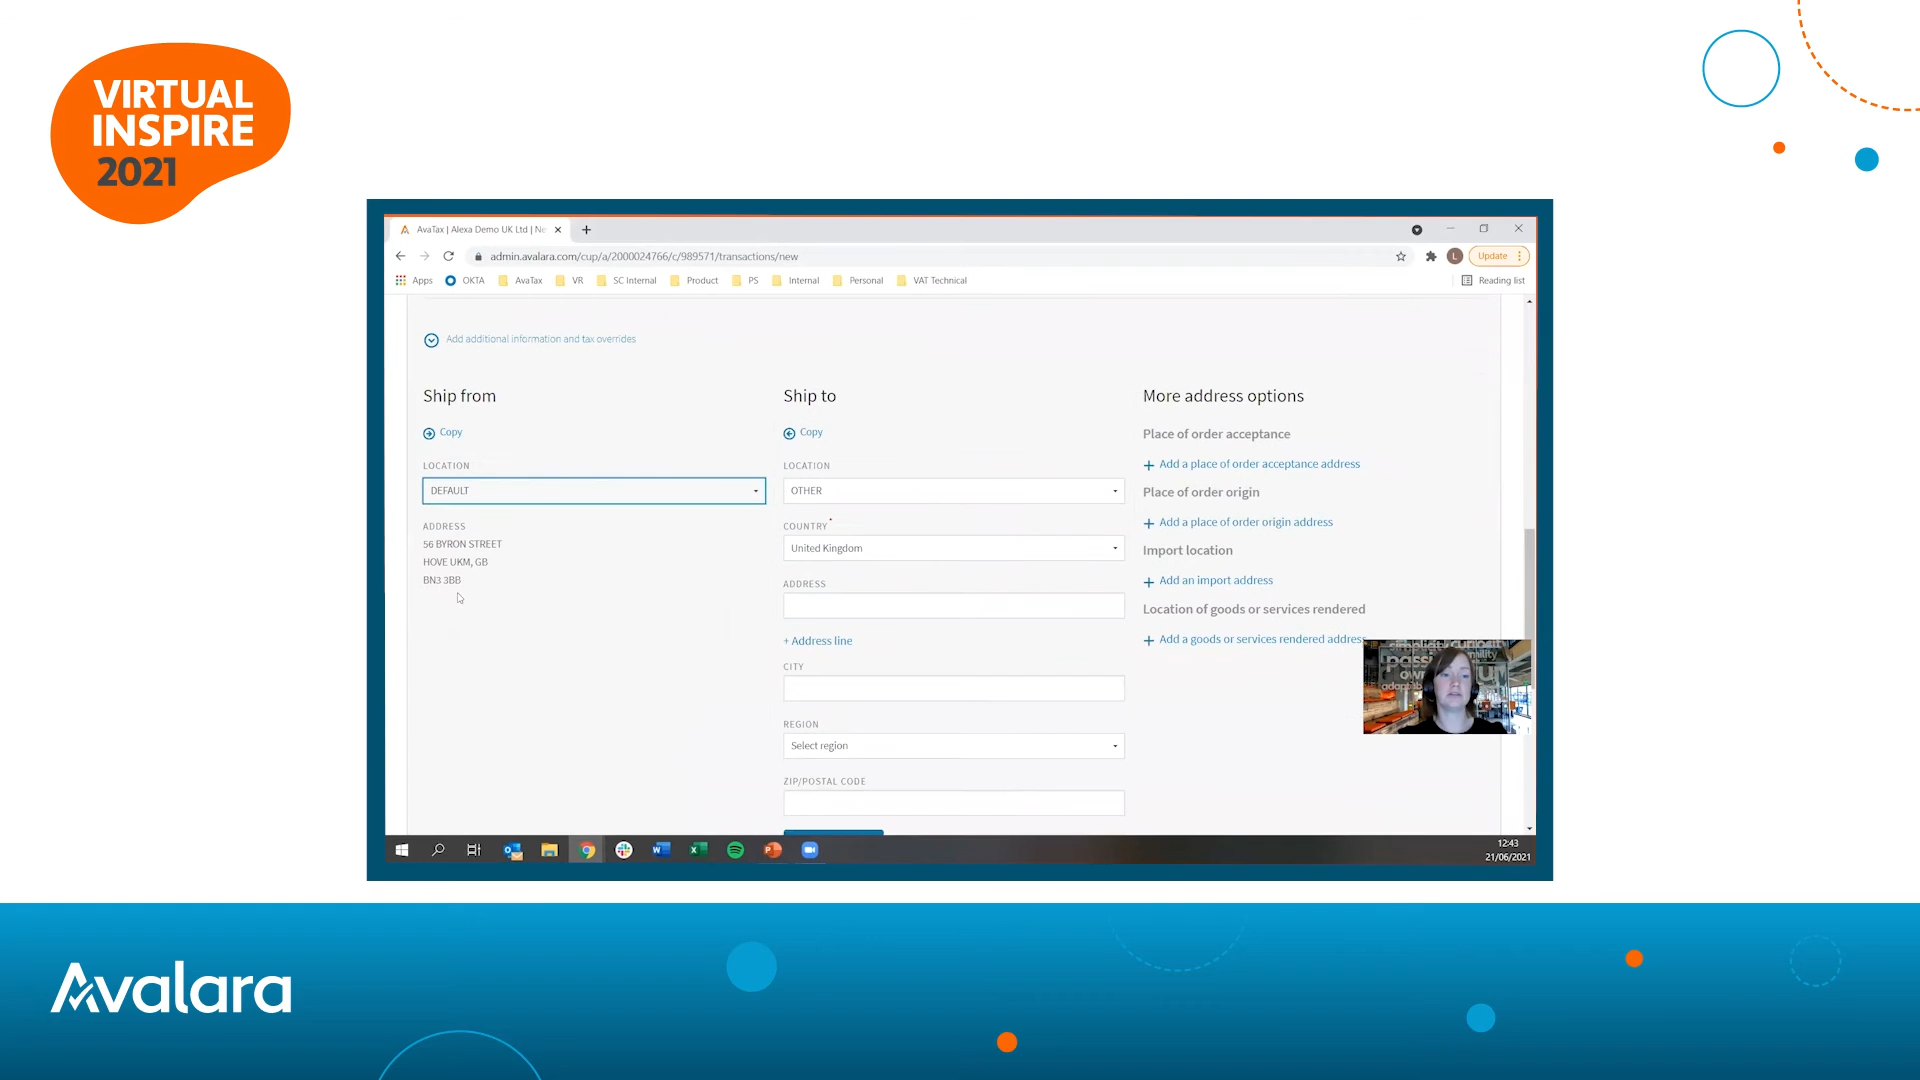 VIRTUAL
INSPIRE
2021
AvaTax | Alexa Demo UK Ltd | Ne
admin.avalara.com/cup/a/2000024766/c/989571/transactions/new
L
Update
Apps
OKTA
AvaTax
VR
SC Internal
Product
PS
Internal
Personal
VAT Technical
Reading list
Add additional information and tax overrides
Ship from
Copy
LOCATION
DEFAULT
ADDRESS
56 BYRON STREET
HOVE UKM, GB
BN3 3BB
Ship to
Copy
LOCATION
OTHER
COUNTRY*
United Kingdom
ADDRESS
+ Address line
CITY
REGION
Select region
ZIP/POSTAL CODE
More address options
Place of order acceptance
+ Add a place of order acceptance address
Place of order origin
+ Add a place of order origin address
Import location
+ Add an import address
Location of goods or services rendered
+ Add a goods or services rendered address
12:43
21/06/2021
Avalara